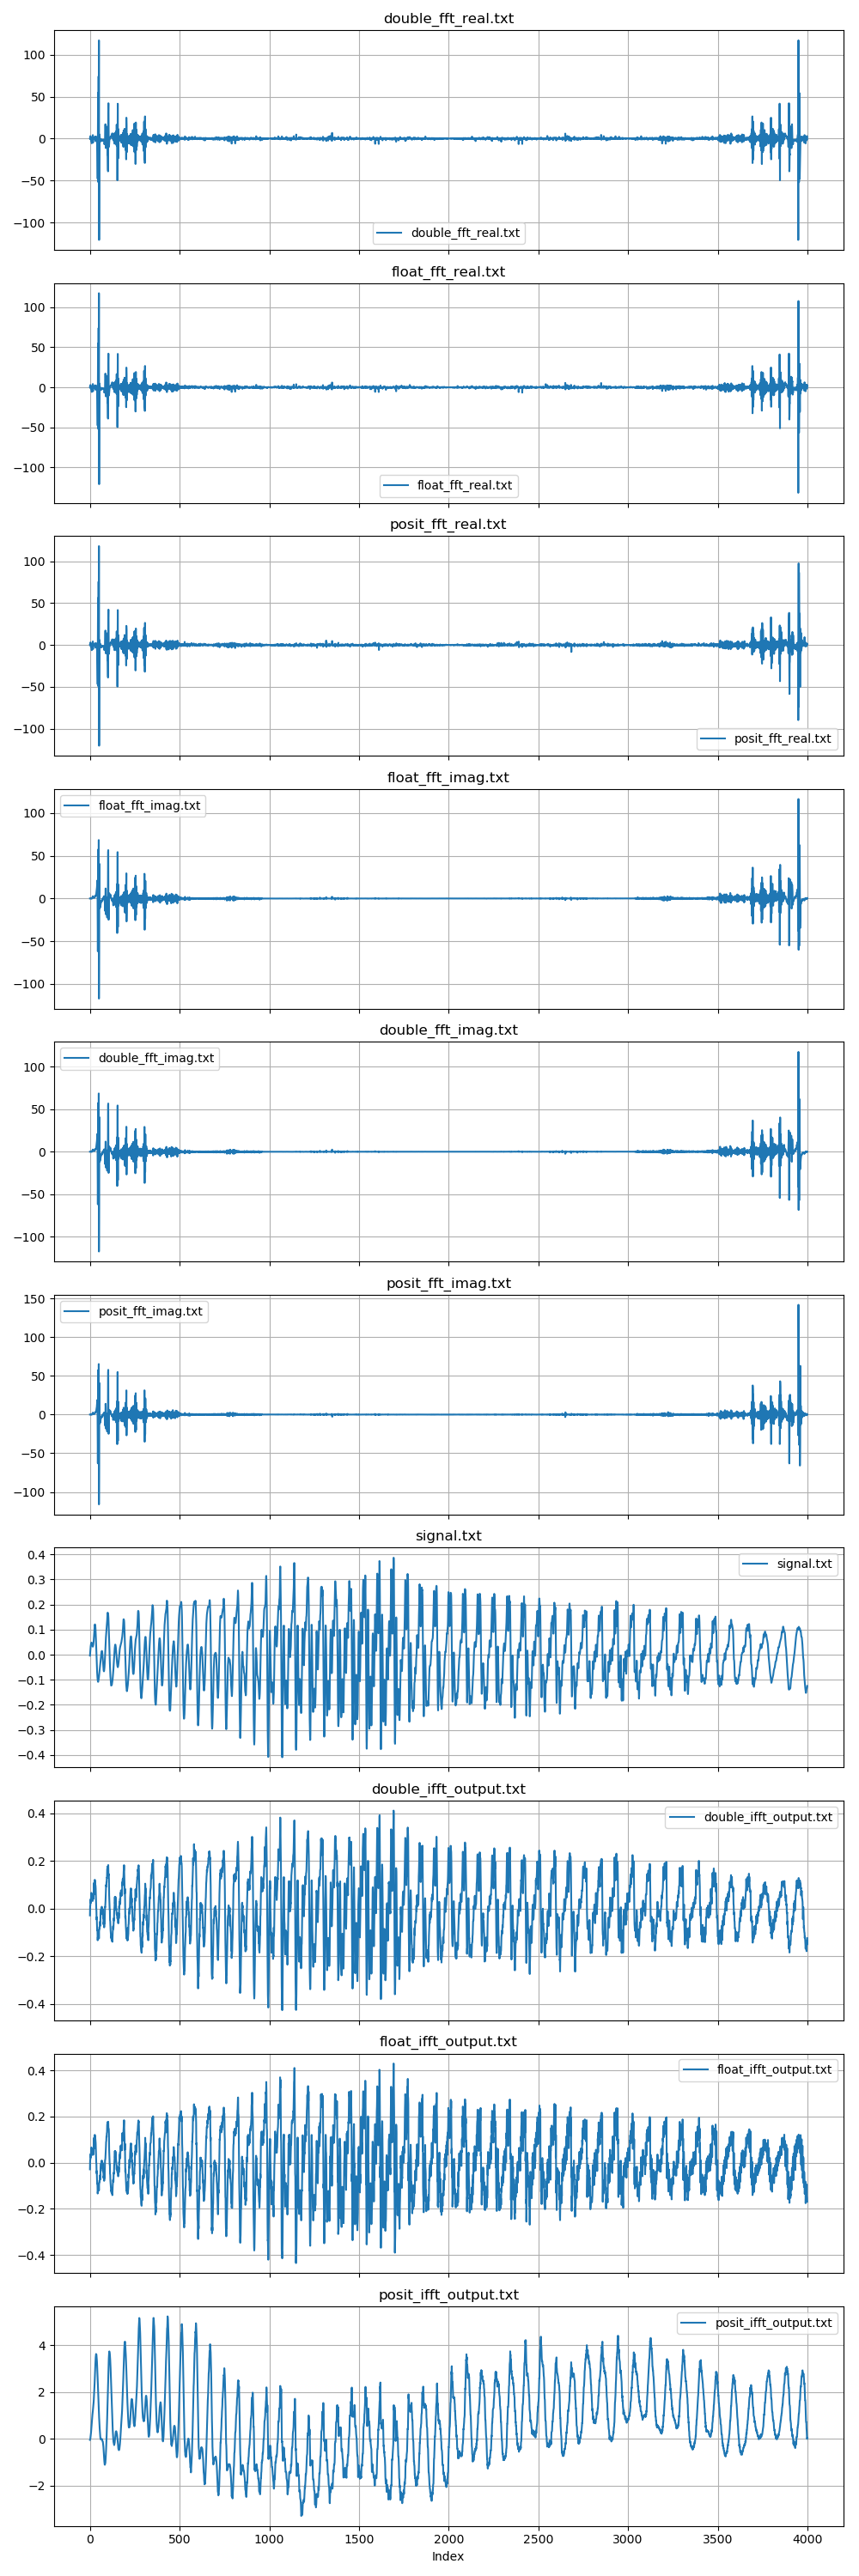 double_fft_real.txt
100
50
0
−50
−100
double_fft_real.txt
float_fft_real.txt
100
50
0
−50
−100
float_fft_real.txt
posit_fft_real.txt
100
50
0
−50
−100
posit_fft_real.txt
float_fft_imag.txt
float_fft_imag.txt
100
50
0
−50
−100
double_fft_imag.txt
double_fft_imag.txt
100
50
0
−50
−100
posit_fft_imag.txt
150
posit_fft_imag.txt
100
50
0
−50
−100
signal.txt
0.4
signal.txt
0.3
0.2
0.1
0.0
−0.1
−0.2
−0.3
−0.4
double_ifft_output.txt
0.4
double_ifft_output.txt
0.2
0.0
−0.2
−0.4
float_ifft_output.txt
0.4
float_ifft_output.txt
0.2
0.0
−0.2
−0.4
posit_ifft_output.txt
posit_ifft_output.txt
4
2
0
−2
0 500 1000 1500 2000 2500 3000 3500 4000
Index